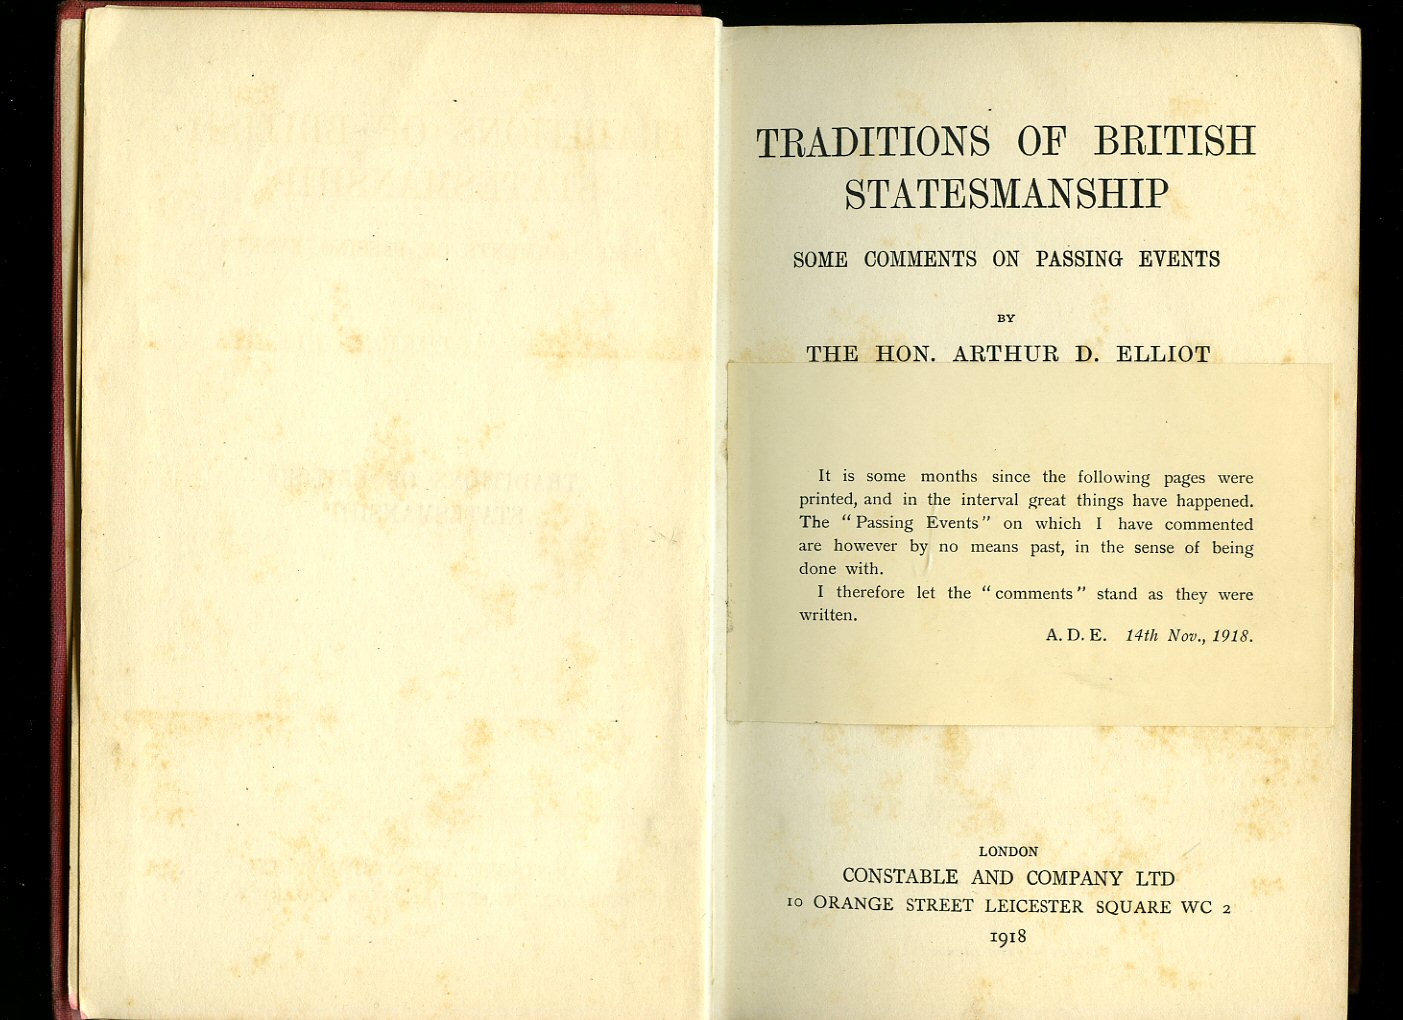 TRADITIONS OF BRITISH
STATESMANSHIP
SOME COMMENTS ON PASSING EVENTS
BY
THE HON. ARTHUR D. ELLIOT
It is some months since the following pages were
printed, and in the interval great things have happened.
The “Passing Events” on which I have commented
are however by no means past, in the sense of being
done with.
I therefore let the “comments” stand as they were
written.
A. D. E. 14th Nov., 1918.
LONDON
CONSTABLE AND COMPANY LTD
10 ORANGE STREET LEICESTER SQUARE WC 2
1918